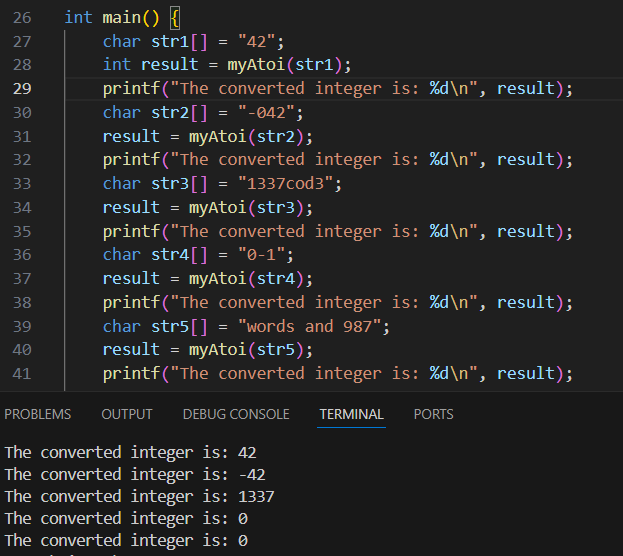 26 int main() {
27 char str1[] = "42";
28 int result = myAtoi(str1);
29 printf("The converted integer is: %d\n", result);
30 char str2[] = "-042";
31 result = myAtoi(str2);
32 printf("The converted integer is: %d\n", result);
33 char str3[] = "1337cod3";
34 result = myAtoi(str3);
35 printf("The converted integer is: %d\n", result);
36 char str4[] = "0-1";
37 result = myAtoi(str4);
38 printf("The converted integer is: %d\n", result);
39 char str5[] = "words and 987";
40 result = myAtoi(str5);
41 printf("The converted integer is: %d\n", result);
PROBLEMS OUTPUT DEBUG CONSOLE TERMINAL PORTS
The converted integer is: 42
The converted integer is: -42
The converted integer is: 1337
The converted integer is: 0
The converted integer is: 0